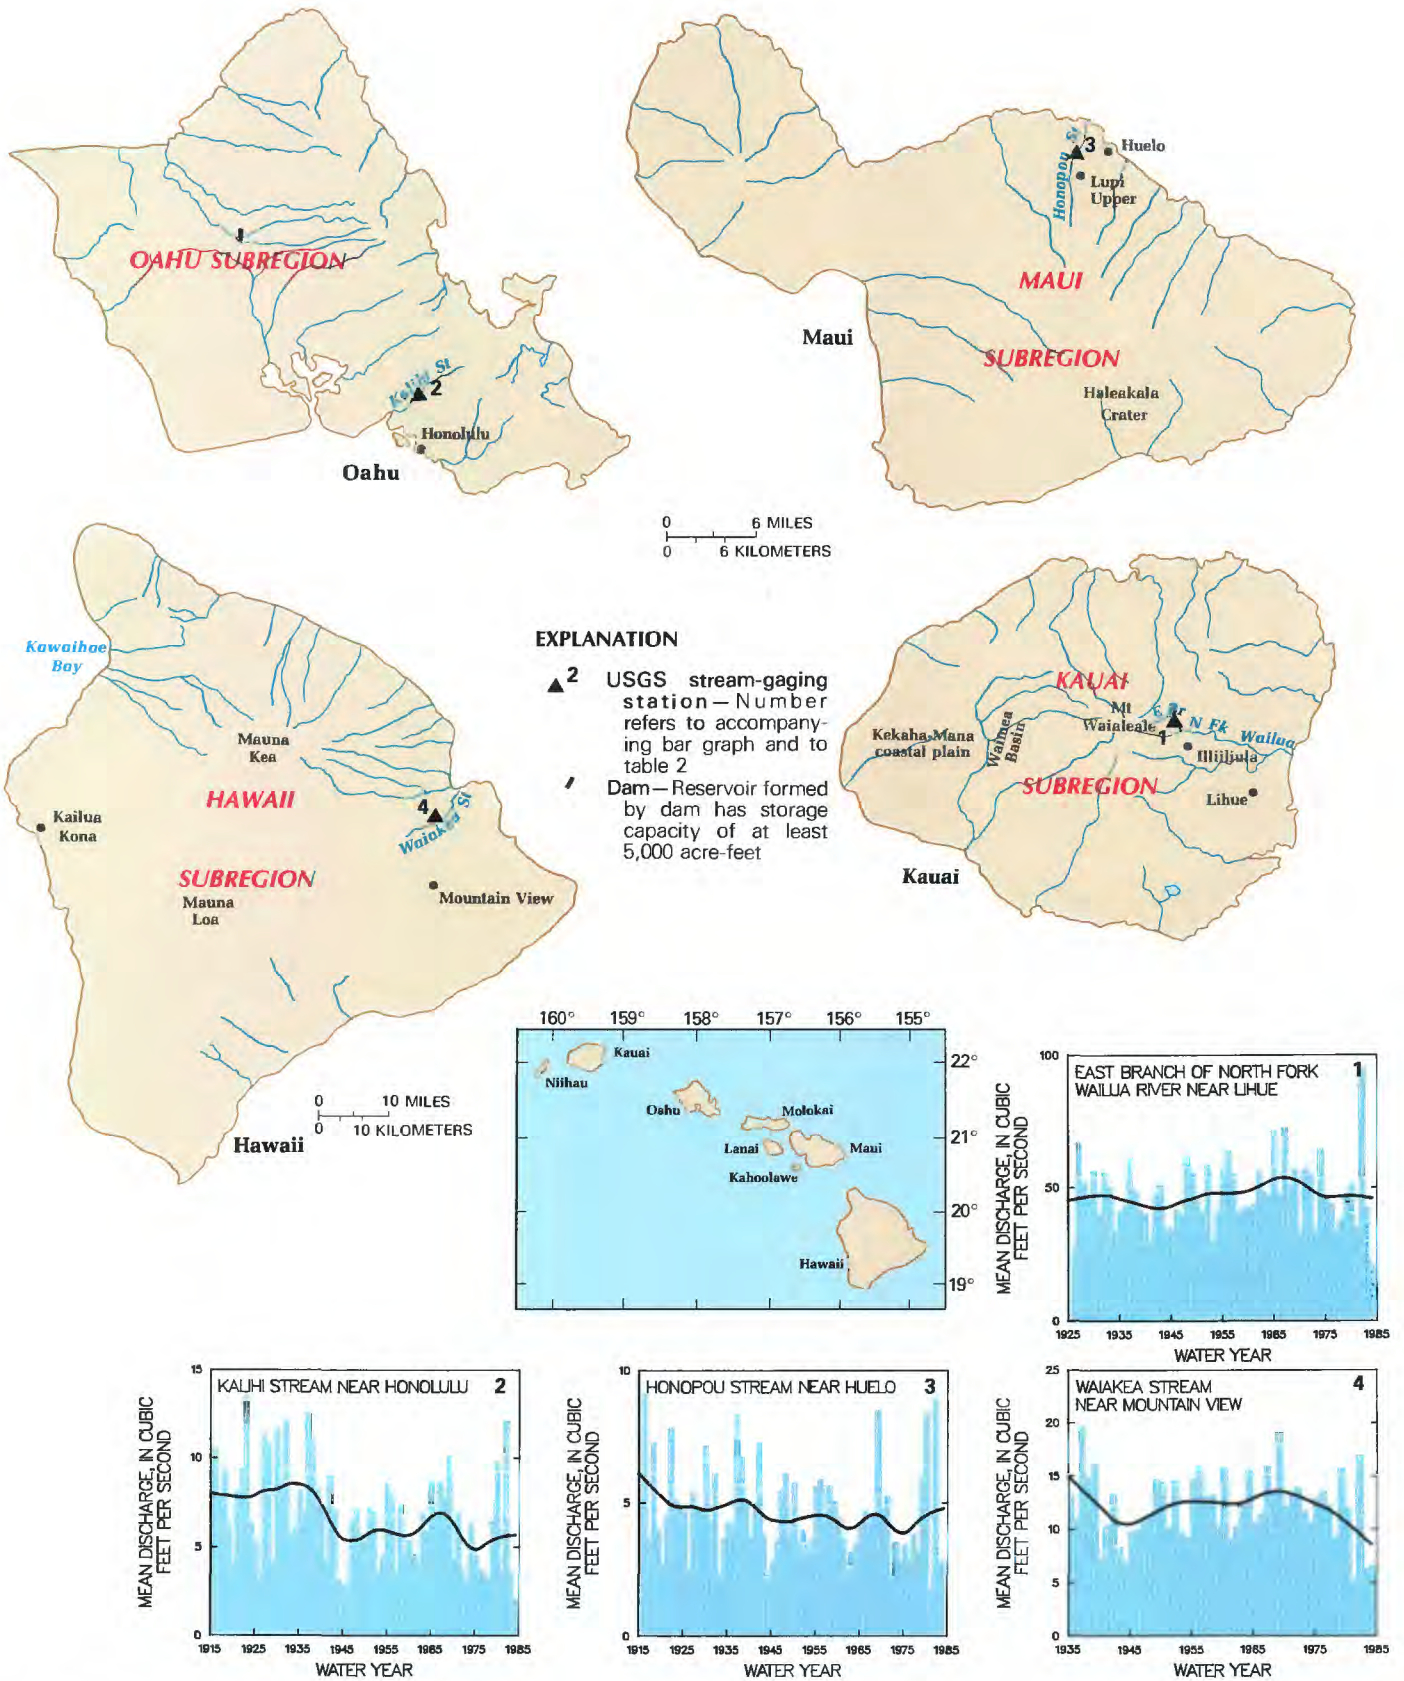 OAHU SUBREGION
Kalihi St
2
Honolulu
Oahu
Honopou St
3
Huelo
Lupi
Upper
MAUI
SUBREGION
Maui
Haleakala
Crater
0 6 MILES
0 6 KILOMETERS
Kawaihae
Bay
Mauna
Kea
HAWAII
Kailua
Kona
4
Waiakea St
SUBREGION
Mauna
Loa
Mountain View
0 10 MILES
0 10 KILOMETERS
Hawaii
EXPLANATION
2 USGS stream-gaging
station—Number
refers to accompany-
ing bar graph and to
table 2
Dam—Reservoir formed
by dam has storage
capacity of at least
5,000 acre-feet
KAUAI
Mt
Waialeale
E Br N Fk Wailua
1
Kekaha-Mana
coastal plain
Waimea
Basin
Iliiliula
SUBREGION
Lihue
Kauai
160° 159° 158° 157° 156° 155°
22°
21°
20°
19°
Kauai
Niihau
Oahu
Molokai
Lanai
Maui
Kahoolawe
Hawaii
EAST BRANCH OF NORTH FORK 1
WAILUA RIVER NEAR LIHUE
MEAN DISCHARGE, IN CUBIC
FEET PER SECOND
100
50
0
1925 1935 1945 1955 1965 1975 1985
WATER YEAR
KALIHI STREAM NEAR HONOLULU 2
MEAN DISCHARGE, IN CUBIC
FEET PER SECOND
15
10
5
0
1915 1925 1935 1945 1955 1965 1975 1985
WATER YEAR
HONOPOU STREAM NEAR HUELO 3
MEAN DISCHARGE, IN CUBIC
FEET PER SECOND
10
5
0
1915 1925 1935 1945 1955 1965 1975 1985
WATER YEAR
WAIAKEA STREAM 4
NEAR MOUNTAIN VIEW
MEAN DISCHARGE, IN CUBIC
FEET PER SECOND
25
20
15
10
5
0
1935 1945 1955 1965 1975 1985
WATER YEAR